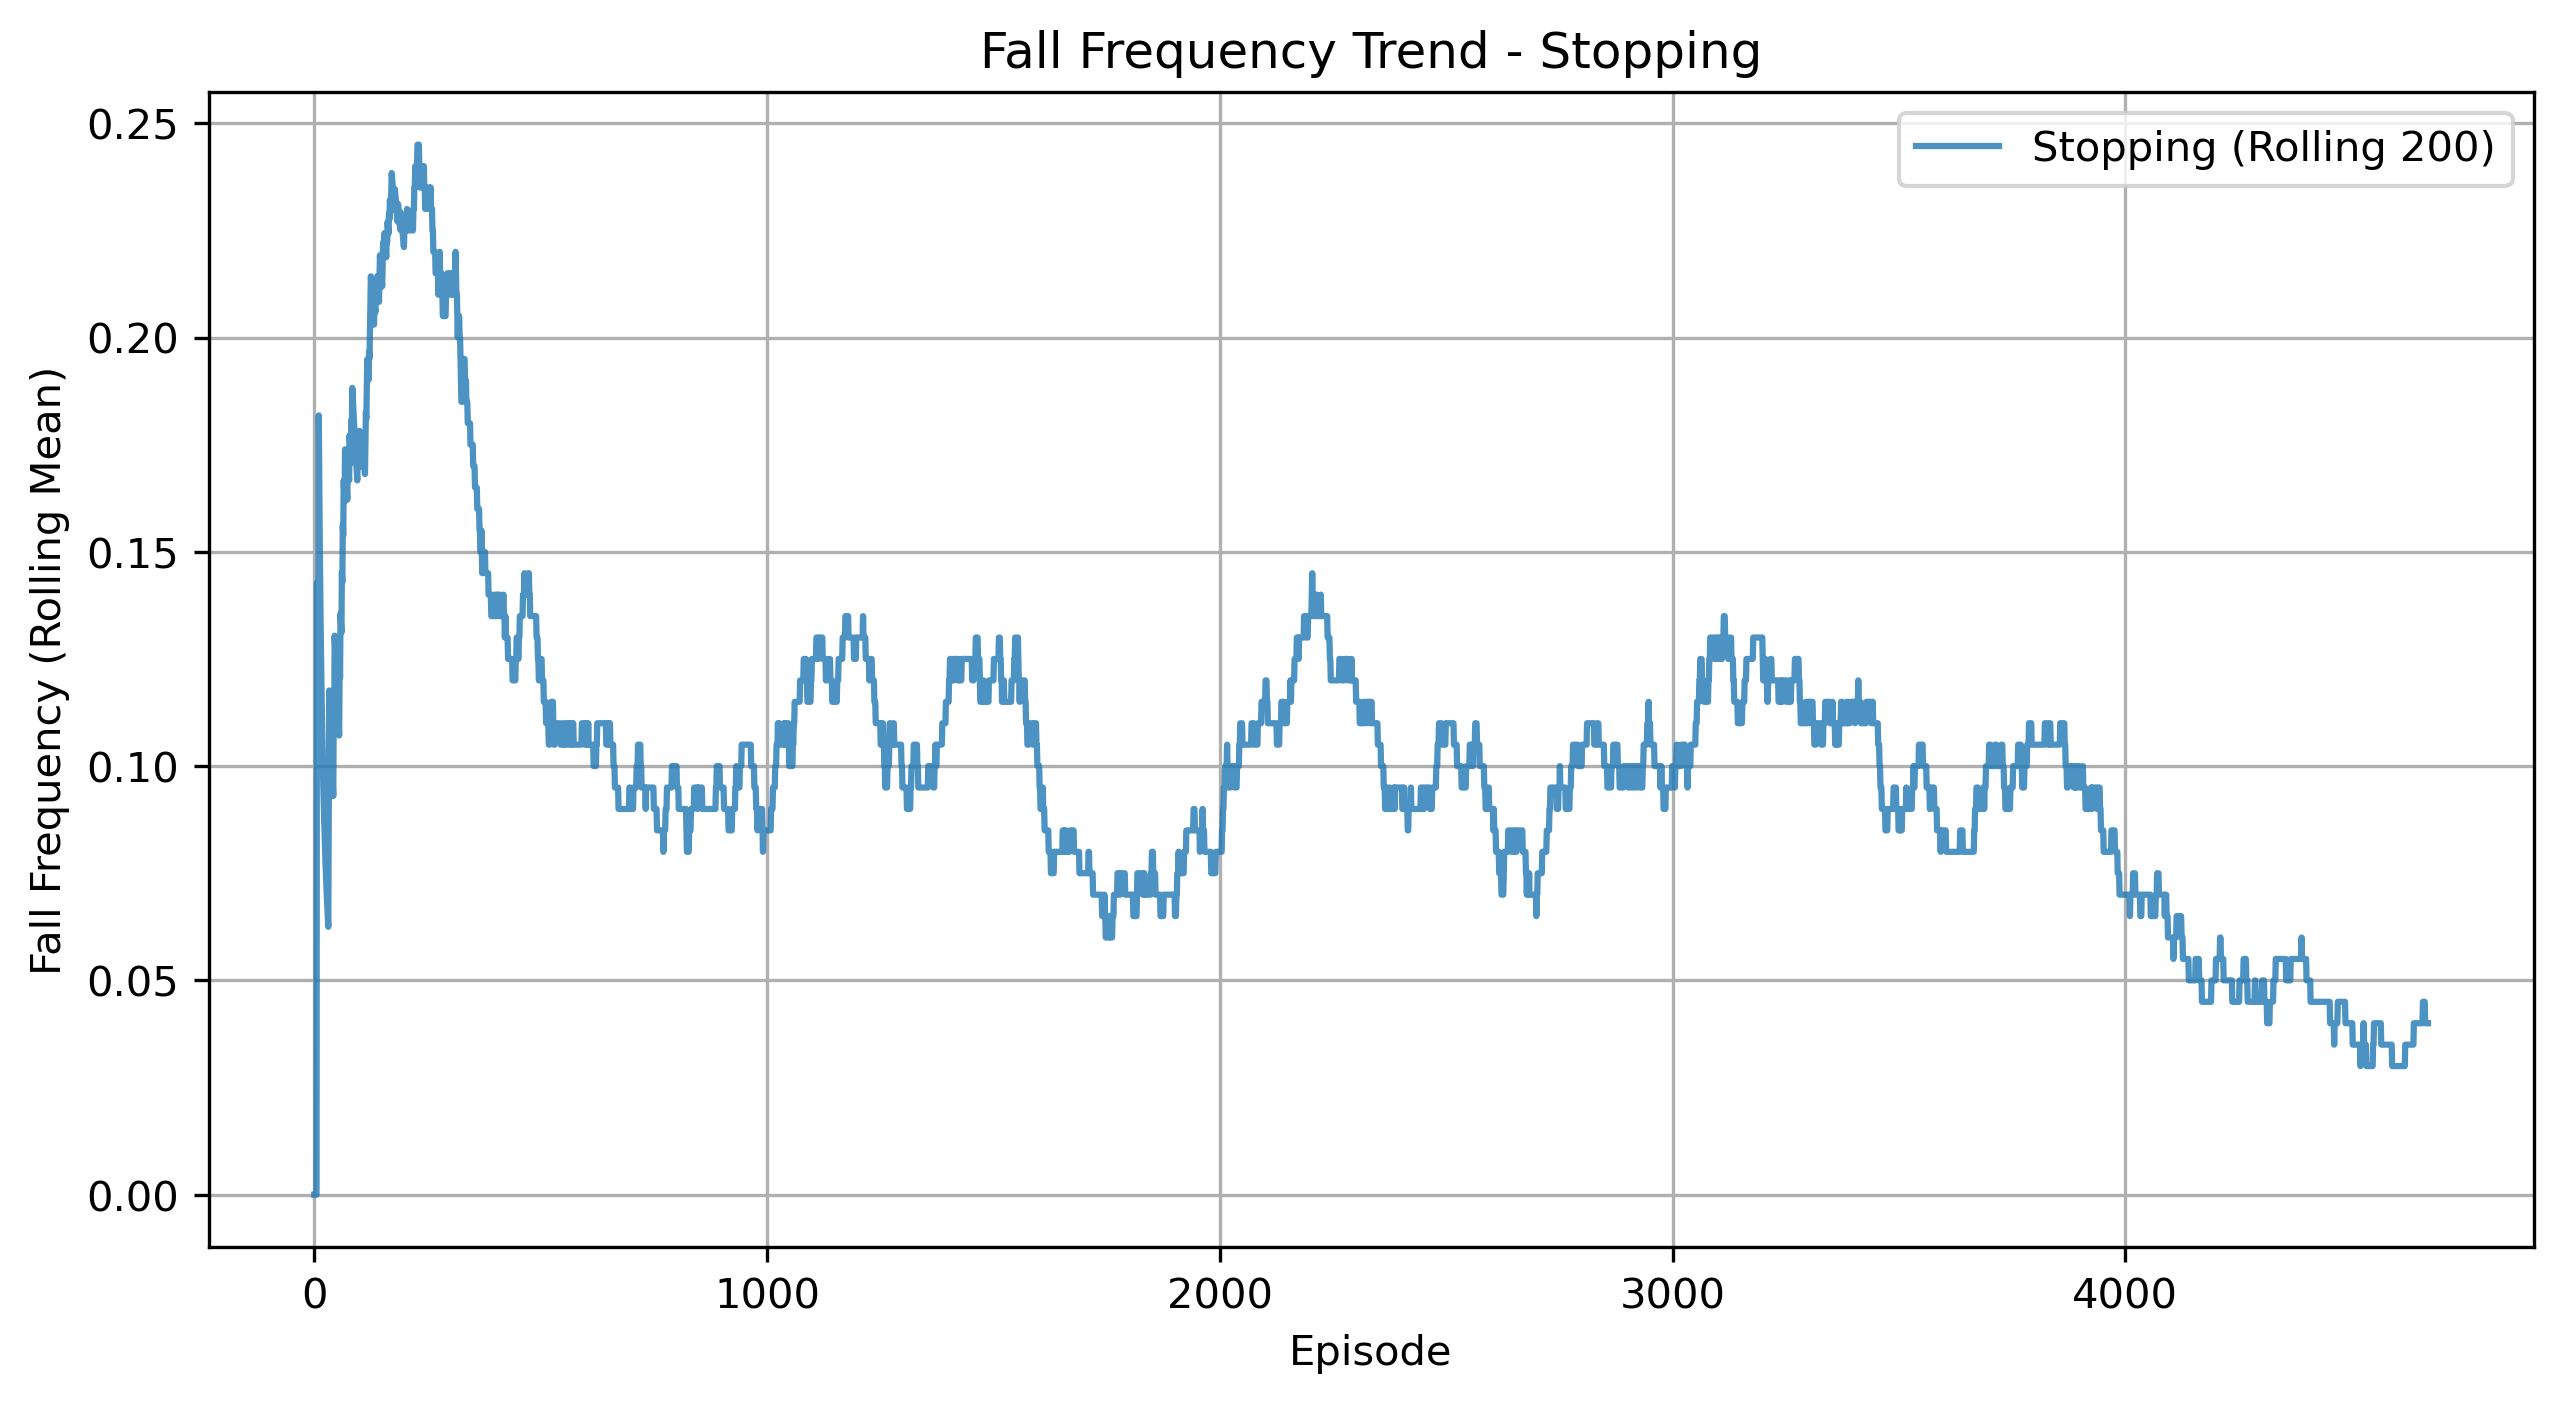 Fall Frequency Trend - Stopping
Stopping (Rolling 200)
Fall Frequency (Rolling Mean)
0.25
0.20
0.15
0.10
0.05
0.00
0 1000 2000 3000 4000
Episode